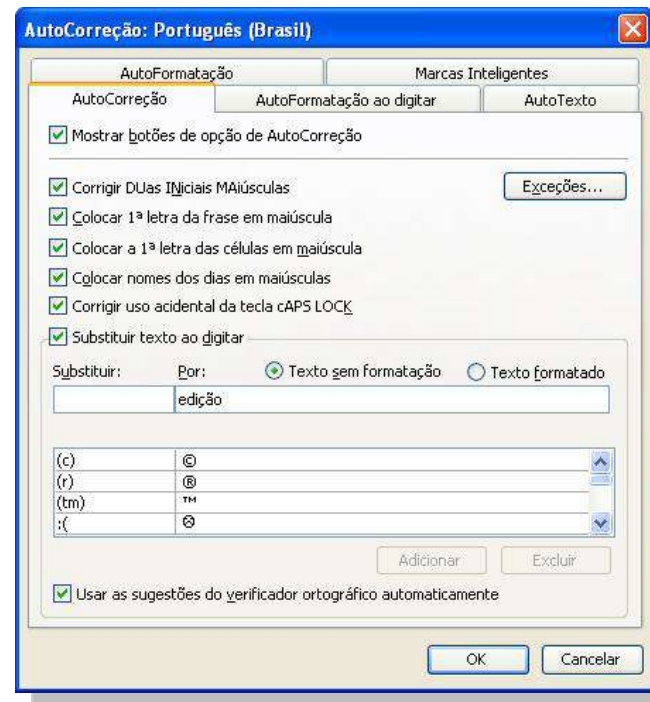 AutoCorreção: Português (Brasil)
AutoFormatação Marcas Inteligentes
AutoCorreção AutoFormatação ao digitar AutoTexto
Mostrar botões de opção de AutoCorreção
Corrigir DUas INiciais MAiúsculas Exceções...
Colocar 1ª letra da frase em maiúscula
Colocar a 1ª letra das células em maiúscula
Colocar nomes dos dias em maiúsculas
Corrigir uso acidental da tecla cAPS LOCK
Substituir texto ao digitar
Substituir: Por: Texto sem formatação Texto formatado
edição
(c) ©
(r) ®
(tm) ™
:( ☹
Adicionar Excluir
Usar as sugestões do verificador ortográfico automaticamente
OK Cancelar